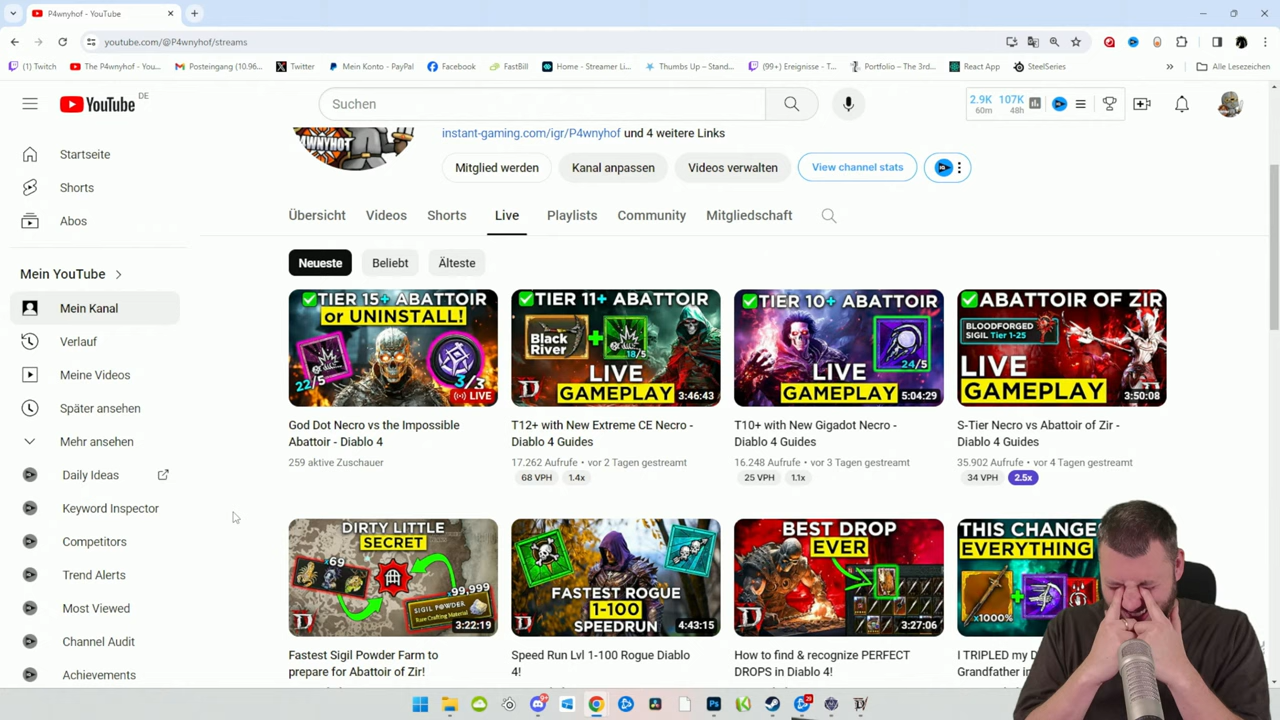 P4wnyhof - YouTube
youtube.com/@P4wnyhof/streams
(1) Twitch
The P4wnyhof - You...
Posteingang (10.96...
Twitter
Mein Konto - PayPal
Facebook
FastBill
Home - Streamer Li...
Thumbs Up – Stand...
(99+) Ereignisse - T...
Portfolio – The 3rd...
React App
SteelSeries
»
Alle Lesezeichen
YouTube DE
Suchen
2.9K 107K
60m 48h
P4WNYHOF
instant-gaming.com/igr/P4wnyhof und 4 weitere Links
Mitglied werden
Kanal anpassen
Videos verwalten
View channel stats
Startseite
Shorts
Abos
Mein YouTube
Mein Kanal
Verlauf
Meine Videos
Später ansehen
Mehr ansehen
Daily Ideas
Keyword Inspector
Competitors
Trend Alerts
Most Viewed
Channel Audit
Achievements
Übersicht
Videos
Shorts
Live
Playlists
Community
Mitgliedschaft
Neueste
Beliebt
Älteste
TIER 15+ ABATTOIR
or UNINSTALL!
22/5
3/3
LIVE
God Dot Necro vs the Impossible
Abattoir - Diablo 4
259 aktive Zuschauer
TIER 11+ ABATTOIR
Black
River
18/5
LIVE
GAMEPLAY
3:46:43
T12+ with New Extreme CE Necro -
Diablo 4 Guides
17.262 Aufrufe • vor 2 Tagen gestreamt
68 VPH
1.4x
TIER 10+ ABATTOIR
24/5
LIVE
GAMEPLAY
5:04:29
T10+ with New Gigadot Necro -
Diablo 4 Guides
16.248 Aufrufe • vor 3 Tagen gestreamt
25 VPH
1.1x
ABATTOIR OF ZIR
BLOODFORGED
SIGIL Tier 1-25
LIVE
GAMEPLAY
3:50:08
S-Tier Necro vs Abattoir of Zir -
Diablo 4 Guides
35.902 Aufrufe • vor 4 Tagen gestreamt
34 VPH
2.5x
DIRTY LITTLE
SECRET
x69
x99,999
SIGIL POWDER
Rare Crafting Material
3:22:19
Fastest Sigil Powder Farm to
prepare for Abattoir of Zir!
FASTEST ROGUE
1-100
SPEEDRUN
4:43:15
Speed Run Lvl 1-100 Rogue Diablo
4!
BEST DROP
EVER
3:27:06
How to find & recognize PERFECT
DROPS in Diablo 4!
THIS CHANGES
EVERYTHING
x1000%
I TRIPLED my D
Grandfather in